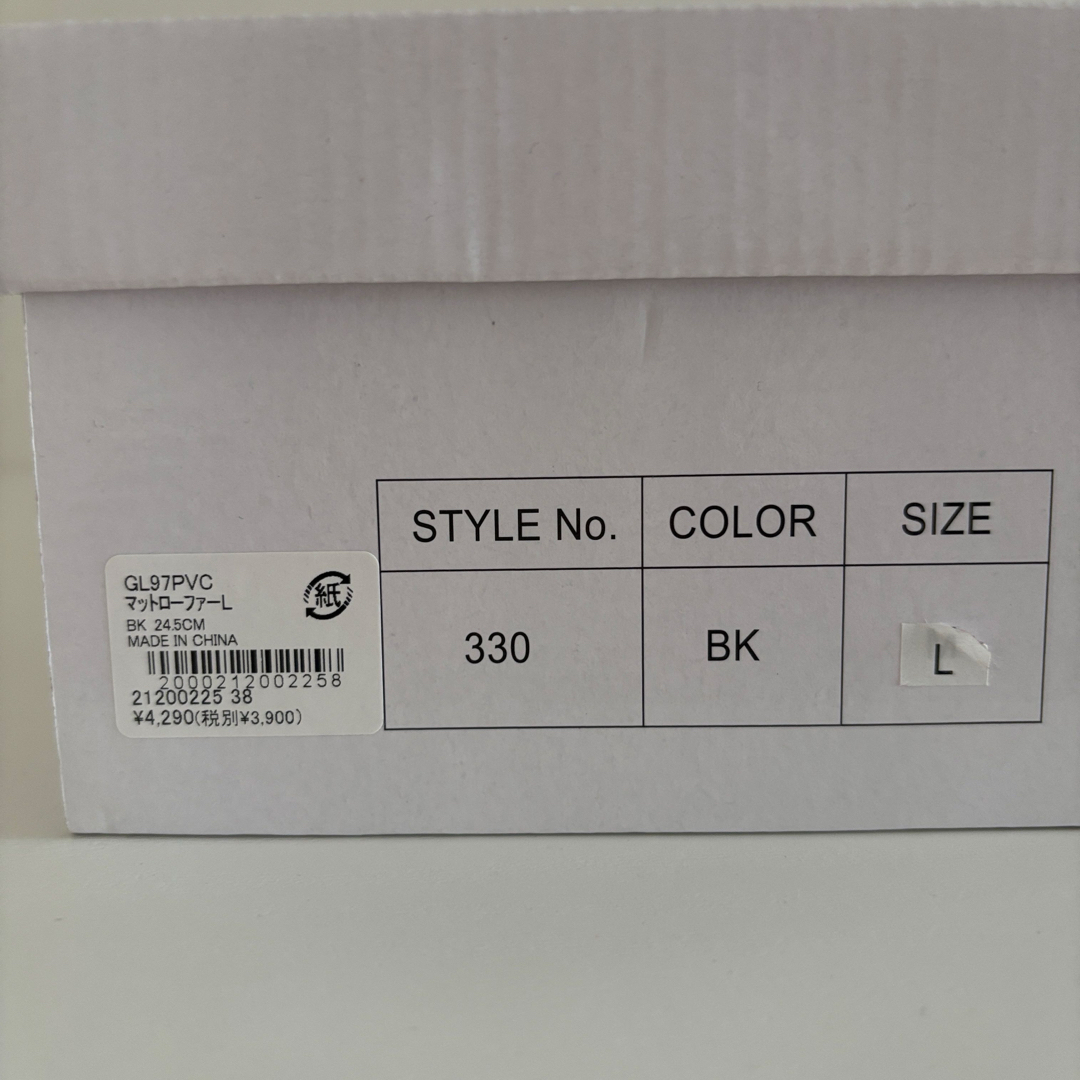 STYLE No. COLOR SIZE
330 BK L
GL97PVC
マットローファーL
紙
BK 24.5CM
MADE IN CHINA
2000212002258
21200225 38
¥4,290(税別¥3,900)